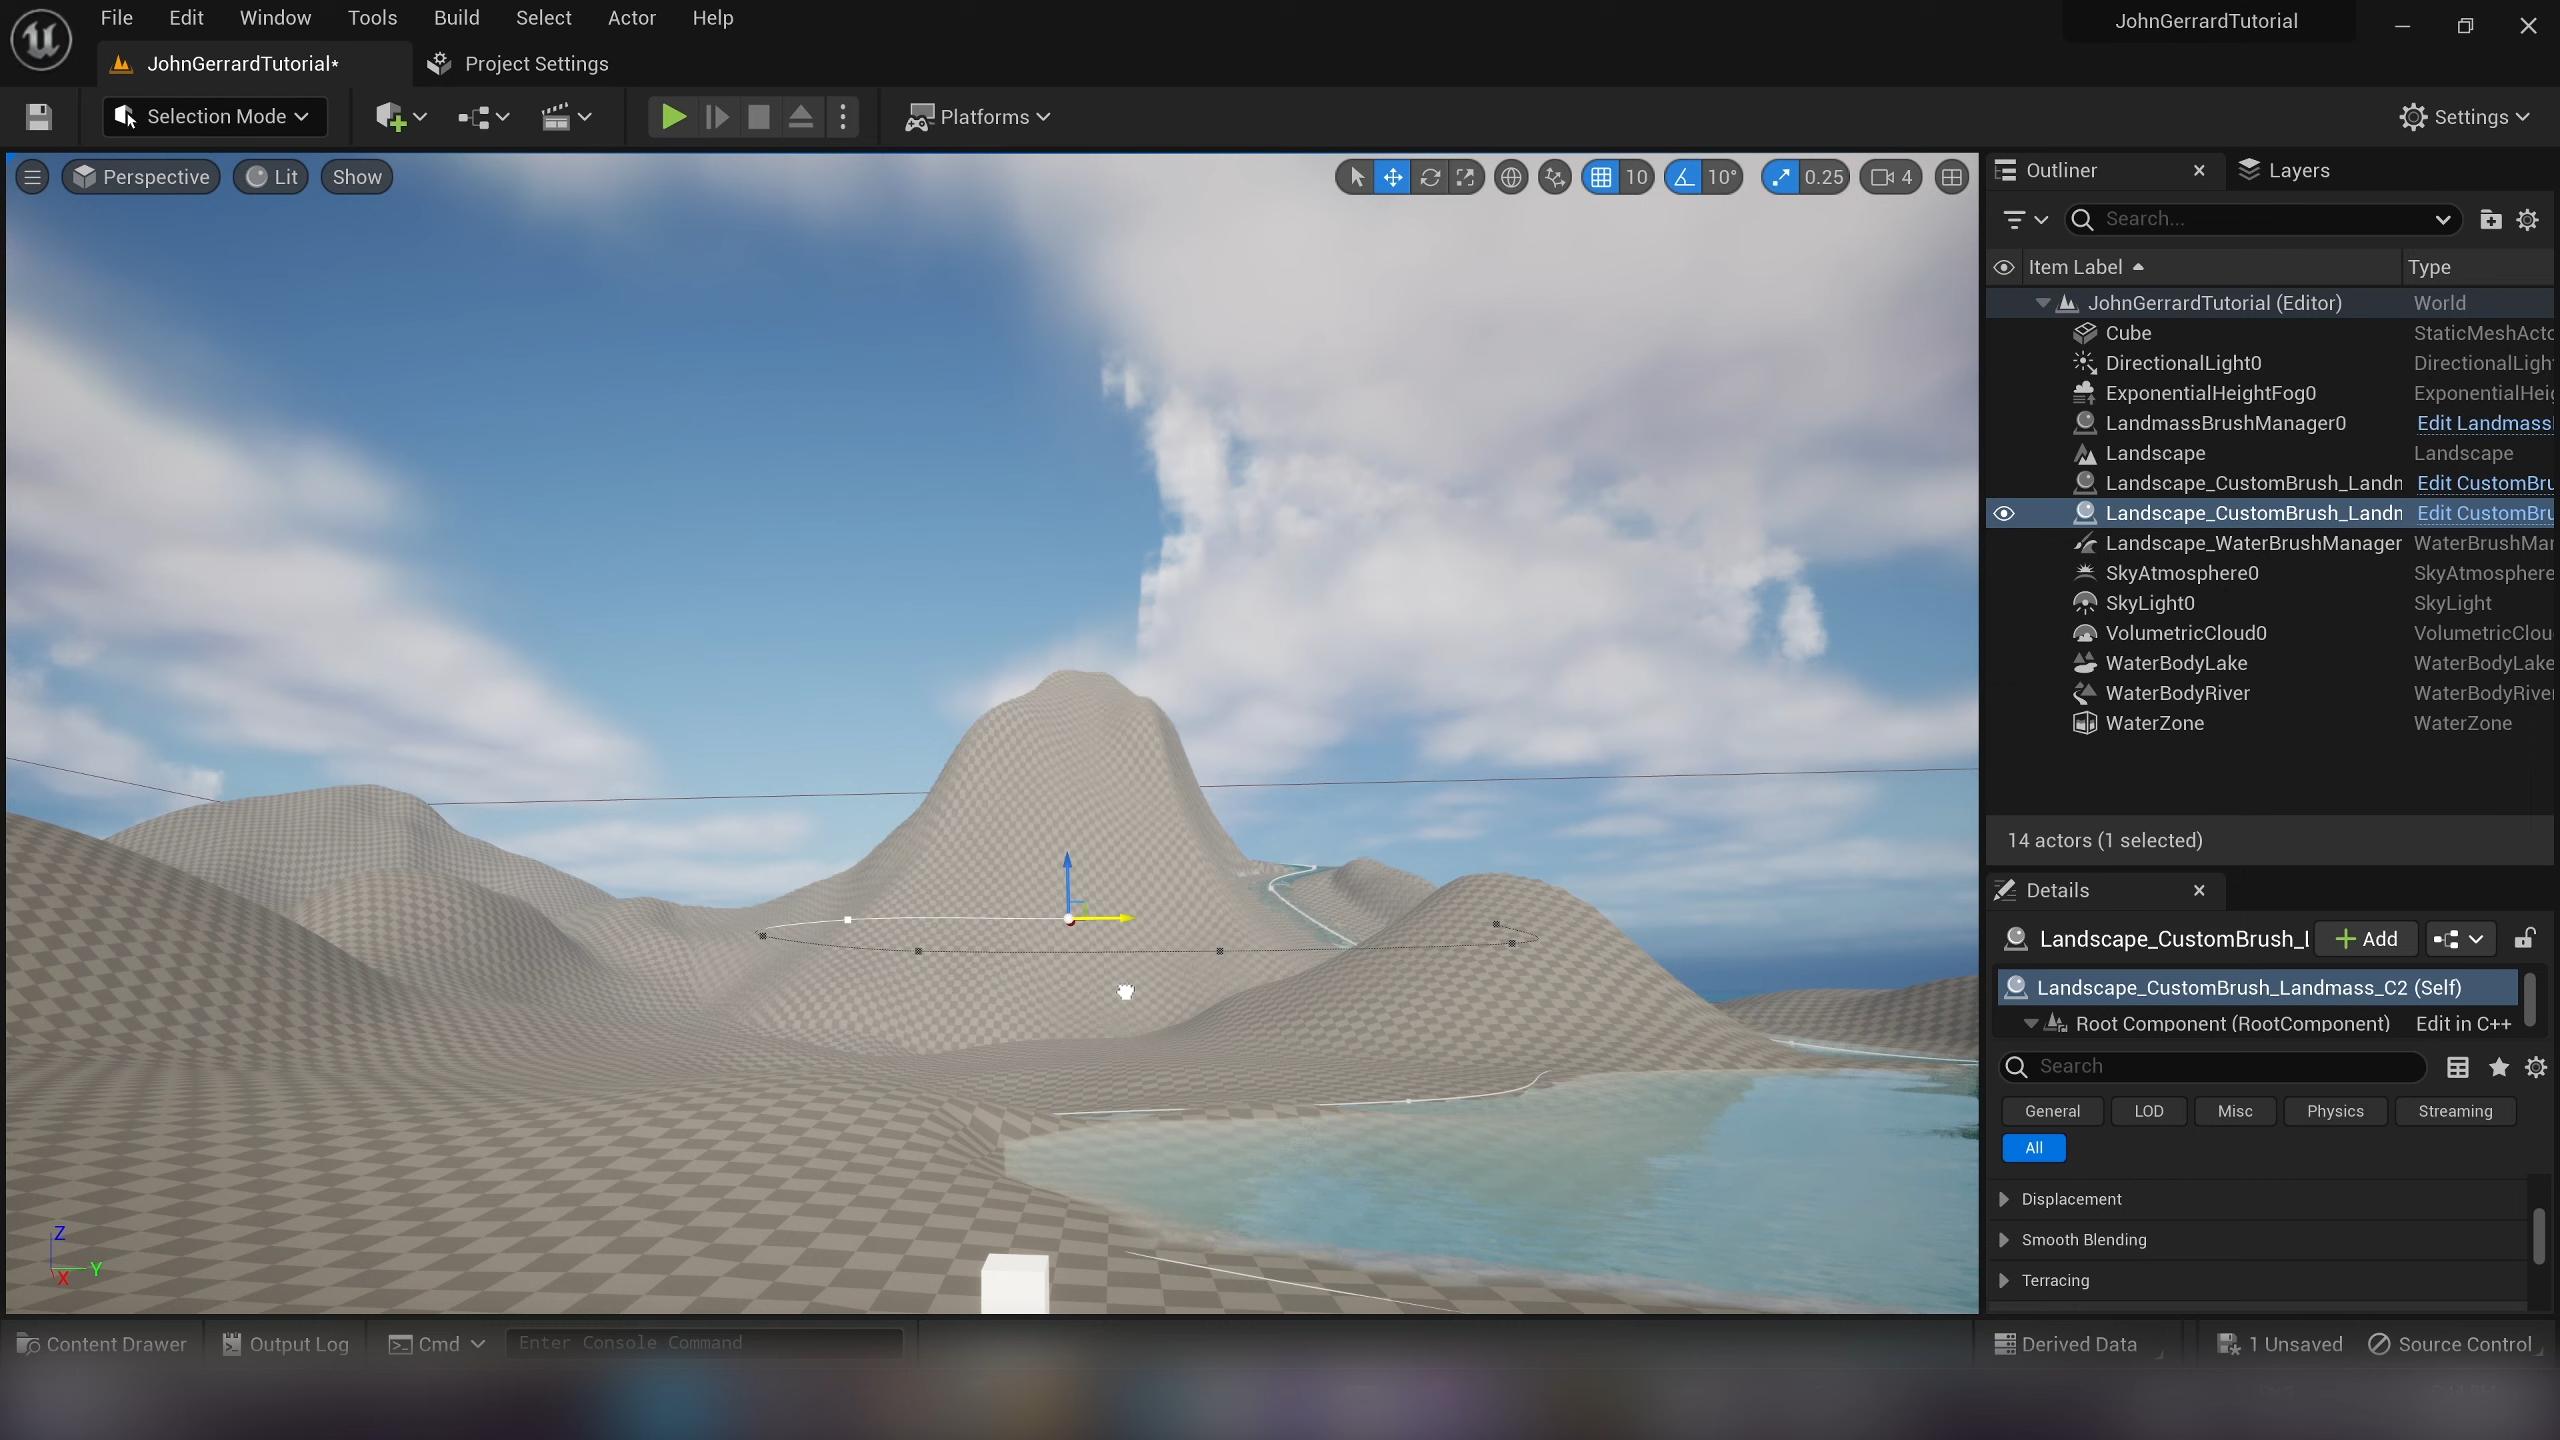 File Edit Window Tools Build Select Actor Help
JohnGerrardTutorial
JohnGerrardTutorial* Project Settings
Selection Mode Platforms Settings
Perspective Lit Show 10 10° 0.25 4
Outliner Layers
Search...
Item Label Type
JohnGerrardTutorial (Editor) World
Cube StaticMeshActo
DirectionalLight0 DirectionalLigh
ExponentialHeightFog0 ExponentialHeig
LandmassBrushManager0 Edit Landmass
Landscape Landscape
Landscape_CustomBrush_Landm Edit CustomBru
Landscape_CustomBrush_Landm Edit CustomBru
Landscape_WaterBrushManager WaterBrushMan
SkyAtmosphere0 SkyAtmosphere
SkyLight0 SkyLight
VolumetricCloud0 VolumetricClou
WaterBodyLake WaterBodyLake
WaterBodyRiver WaterBodyRive
WaterZone WaterZone
14 actors (1 selected)
Details
Landscape_CustomBrush_L Add
Landscape_CustomBrush_Landmass_C2 (Self)
Root Component (RootComponent) Edit in C++
Search
General LOD Misc Physics Streaming
All
Displacement
Smooth Blending
Terracing
Z
Y
X
Content Drawer Output Log Cmd Enter Console Command Derived Data 1 Unsaved Source Control